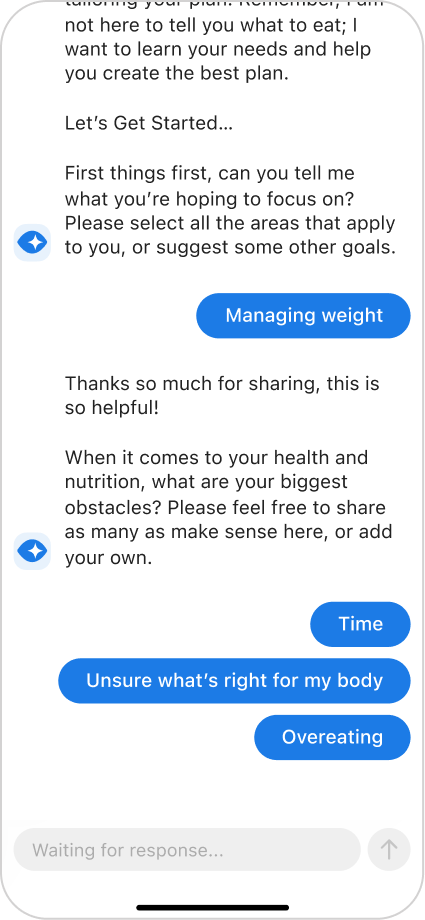 tailoring your plan. Remember, I am
not here to tell you what to eat; I
want to learn your needs and help
you create the best plan.
Let’s Get Started...
First things first, can you tell me
what you’re hoping to focus on?
Please select all the areas that apply
to you, or suggest some other goals.
Managing weight
Thanks so much for sharing, this is
so helpful!
When it comes to your health and
nutrition, what are your biggest
obstacles? Please feel free to share
as many as make sense here, or add
your own.
Time
Unsure what’s right for my body
Overeating
Waiting for response...